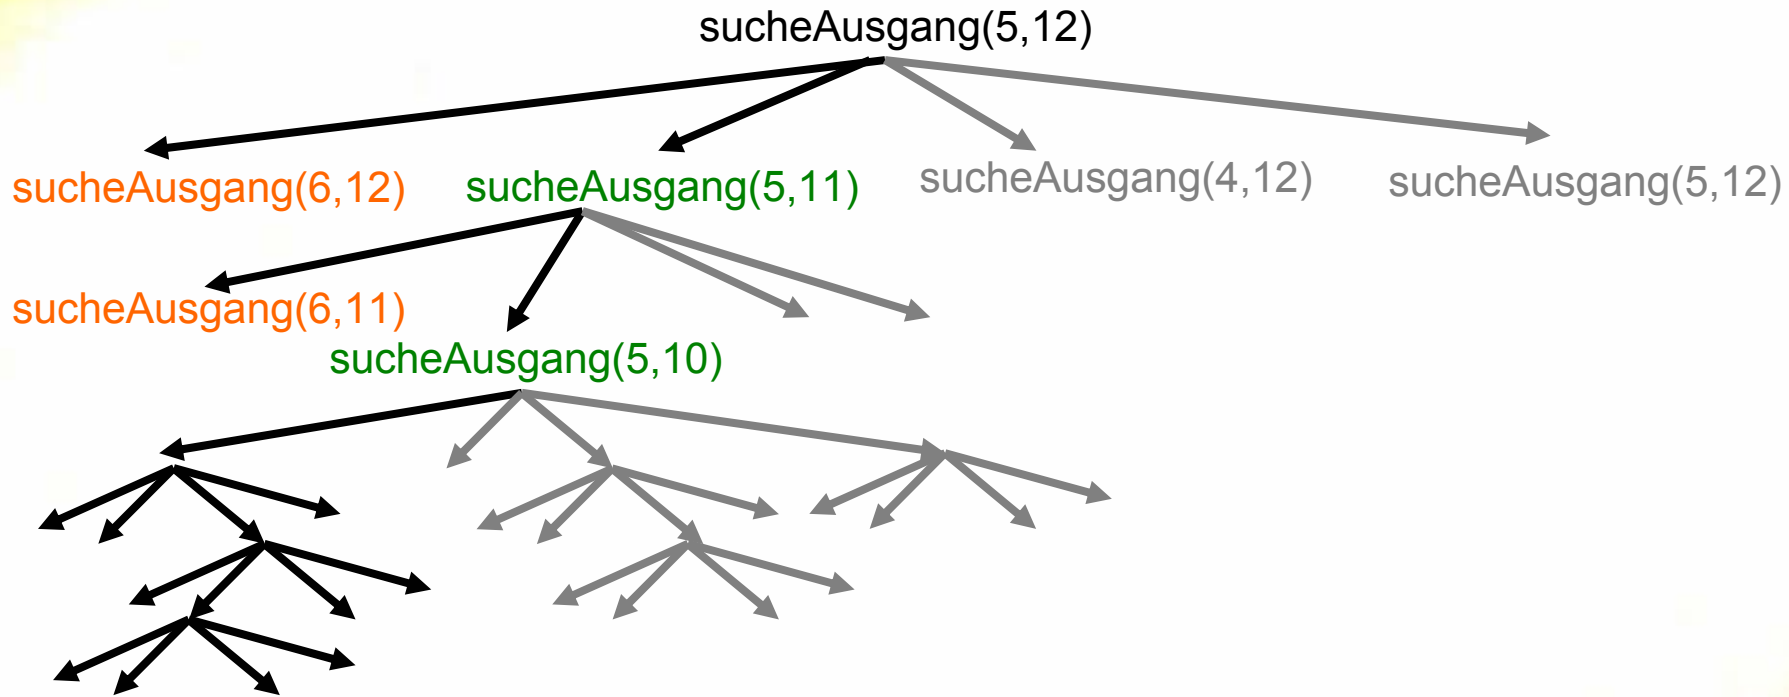 sucheAusgang(5,12)
sucheAusgang(6,12)
sucheAusgang(5,11)
sucheAusgang(4,12)
sucheAusgang(5,12)
sucheAusgang(6,11)
sucheAusgang(5,10)